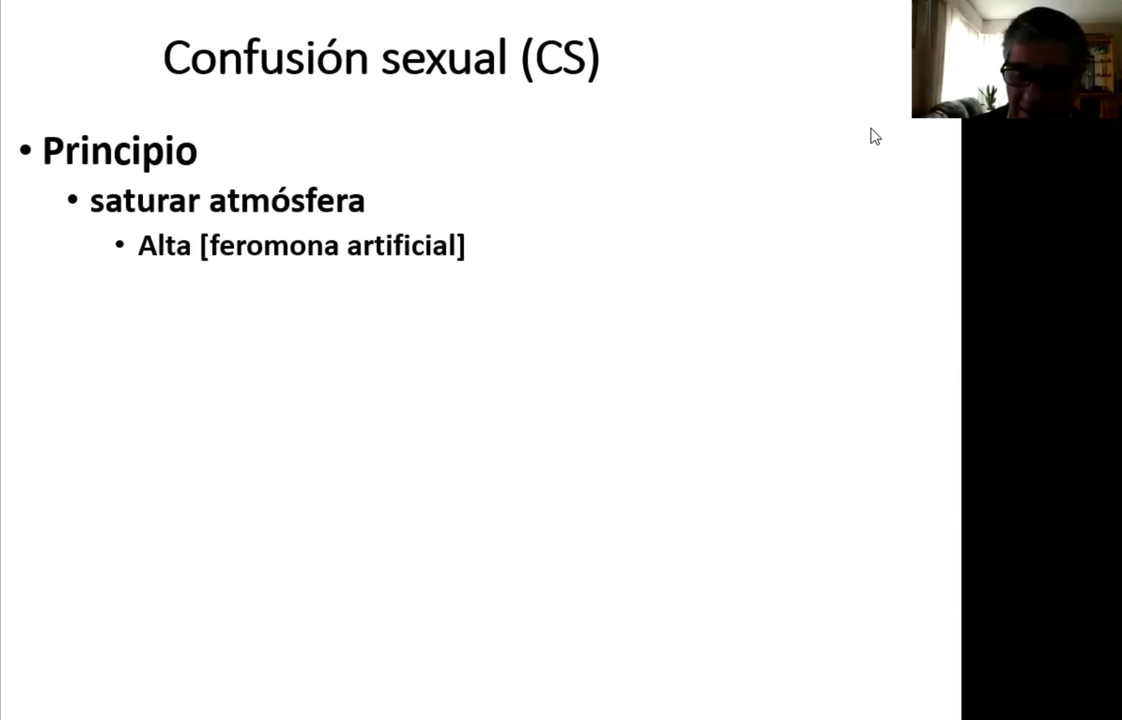 Confusión sexual (CS)
• Principio
• saturar atmósfera
• Alta [feromona artificial]